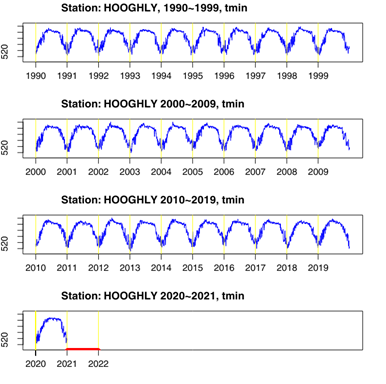 Station: HOOGHLY, 1990~1999, tmin
520
1990 1991 1992 1993 1994 1995 1996 1997 1998 1999
Station: HOOGHLY 2000~2009, tmin
520
2000 2001 2002 2003 2004 2005 2006 2007 2008 2009
Station: HOOGHLY 2010~2019, tmin
520
2010 2011 2012 2013 2014 2015 2016 2017 2018 2019
Station: HOOGHLY 2020~2021, tmin
520
2020 2021 2022